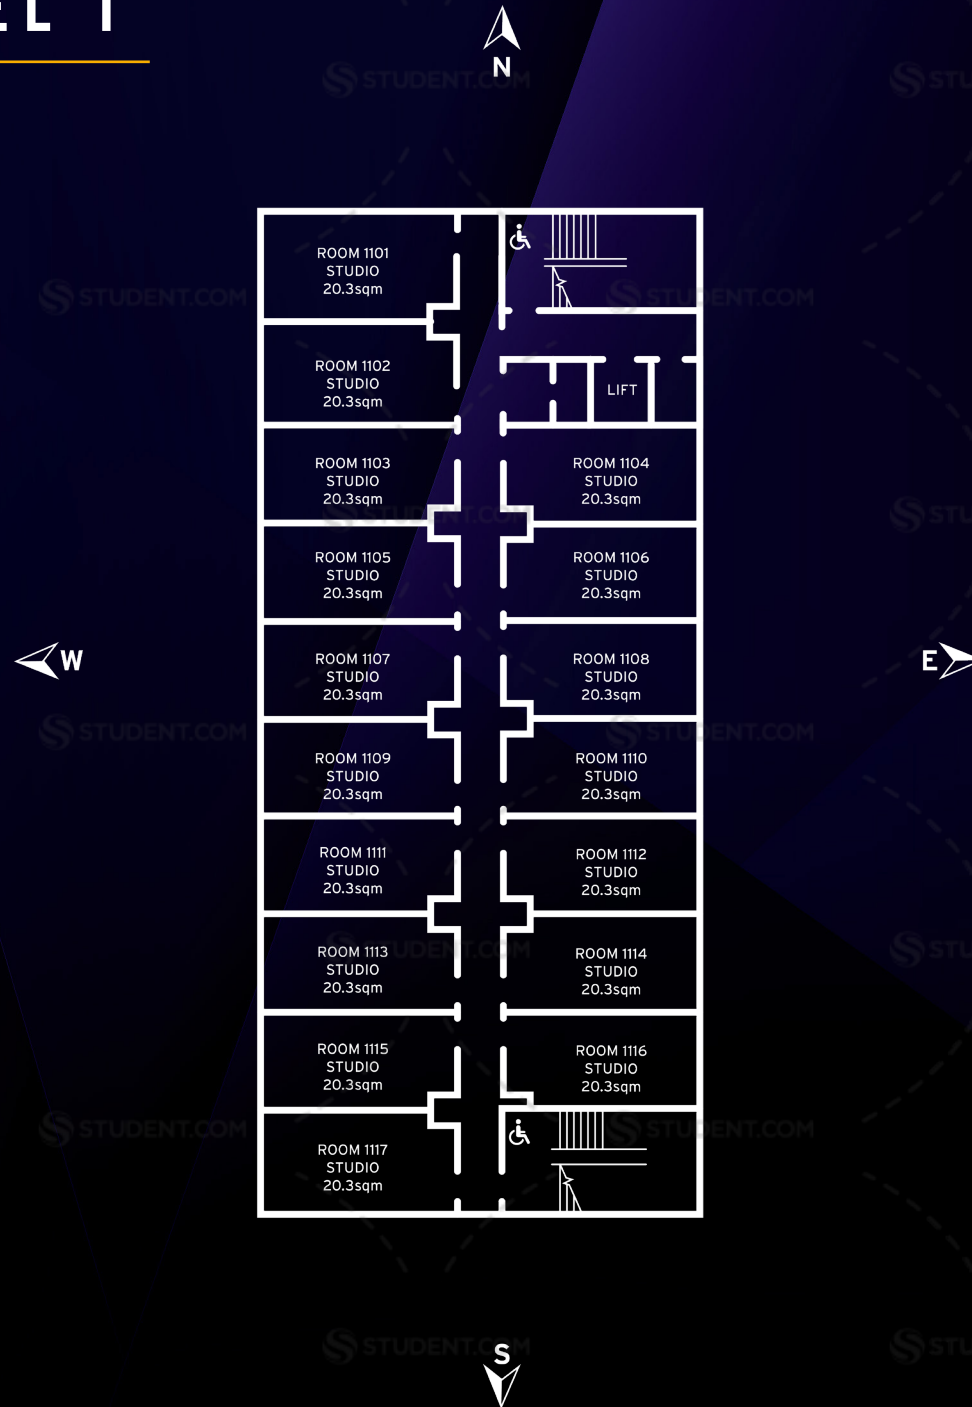 EL 1
N
STUDENT.COM
ROOM 1101
STUDIO
20.3sqm
ROOM 1102
STUDIO
20.3sqm
LIFT
ROOM 1103
STUDIO
20.3sqm
ROOM 1104
STUDIO
20.3sqm
ROOM 1105
STUDIO
20.3sqm
ROOM 1106
STUDIO
20.3sqm
W
E
ROOM 1107
STUDIO
20.3sqm
ROOM 1108
STUDIO
20.3sqm
ROOM 1109
STUDIO
20.3sqm
ROOM 1110
STUDIO
20.3sqm
ROOM 1111
STUDIO
20.3sqm
ROOM 1112
STUDIO
20.3sqm
ROOM 1113
STUDIO
20.3sqm
ROOM 1114
STUDIO
20.3sqm
ROOM 1115
STUDIO
20.3sqm
ROOM 1116
STUDIO
20.3sqm
ROOM 1117
STUDIO
20.3sqm
S